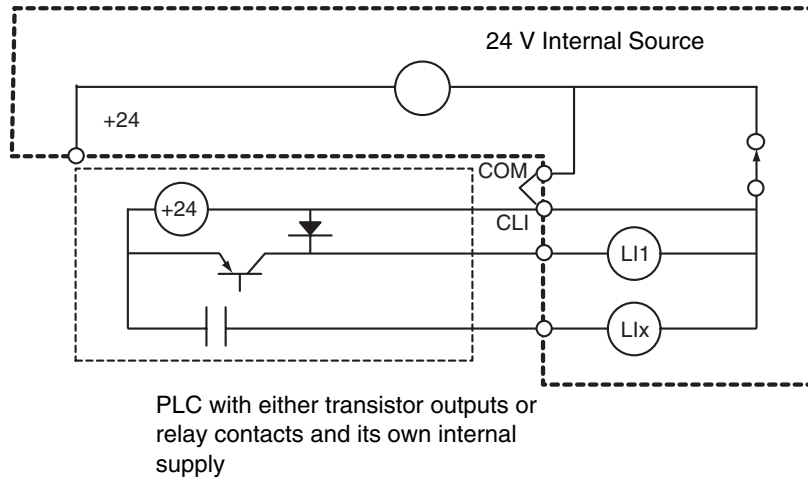 24 V Internal Source
+24
COM
+24
CLI
LI1
LIx
PLC with either transistor outputs or
relay contacts and its own internal
supply